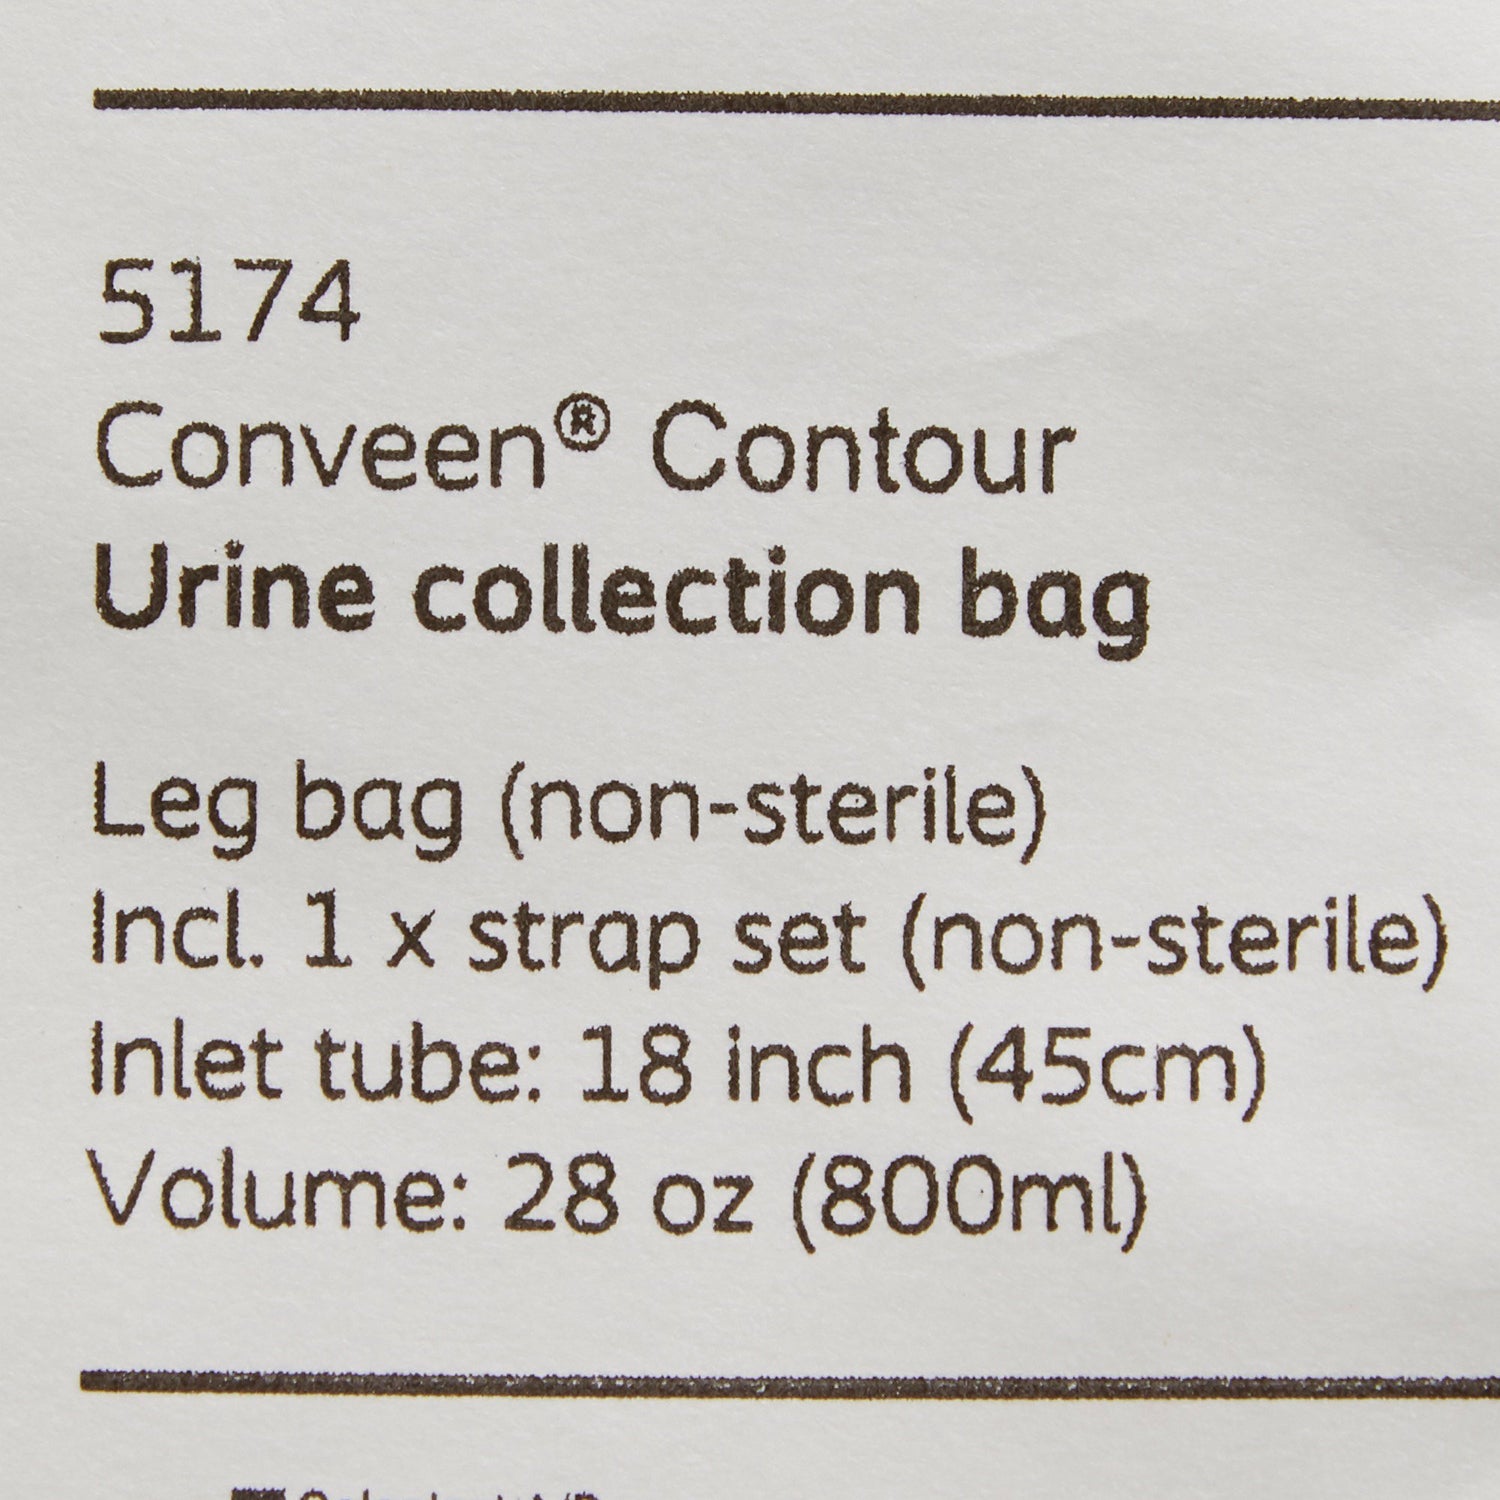 5174
Conveen® Contour
Urine collection bag
Leg bag (non-sterile)
Incl. 1 x strap set (non-sterile)
Inlet tube: 18 inch (45cm)
Volume: 28 oz (800ml)